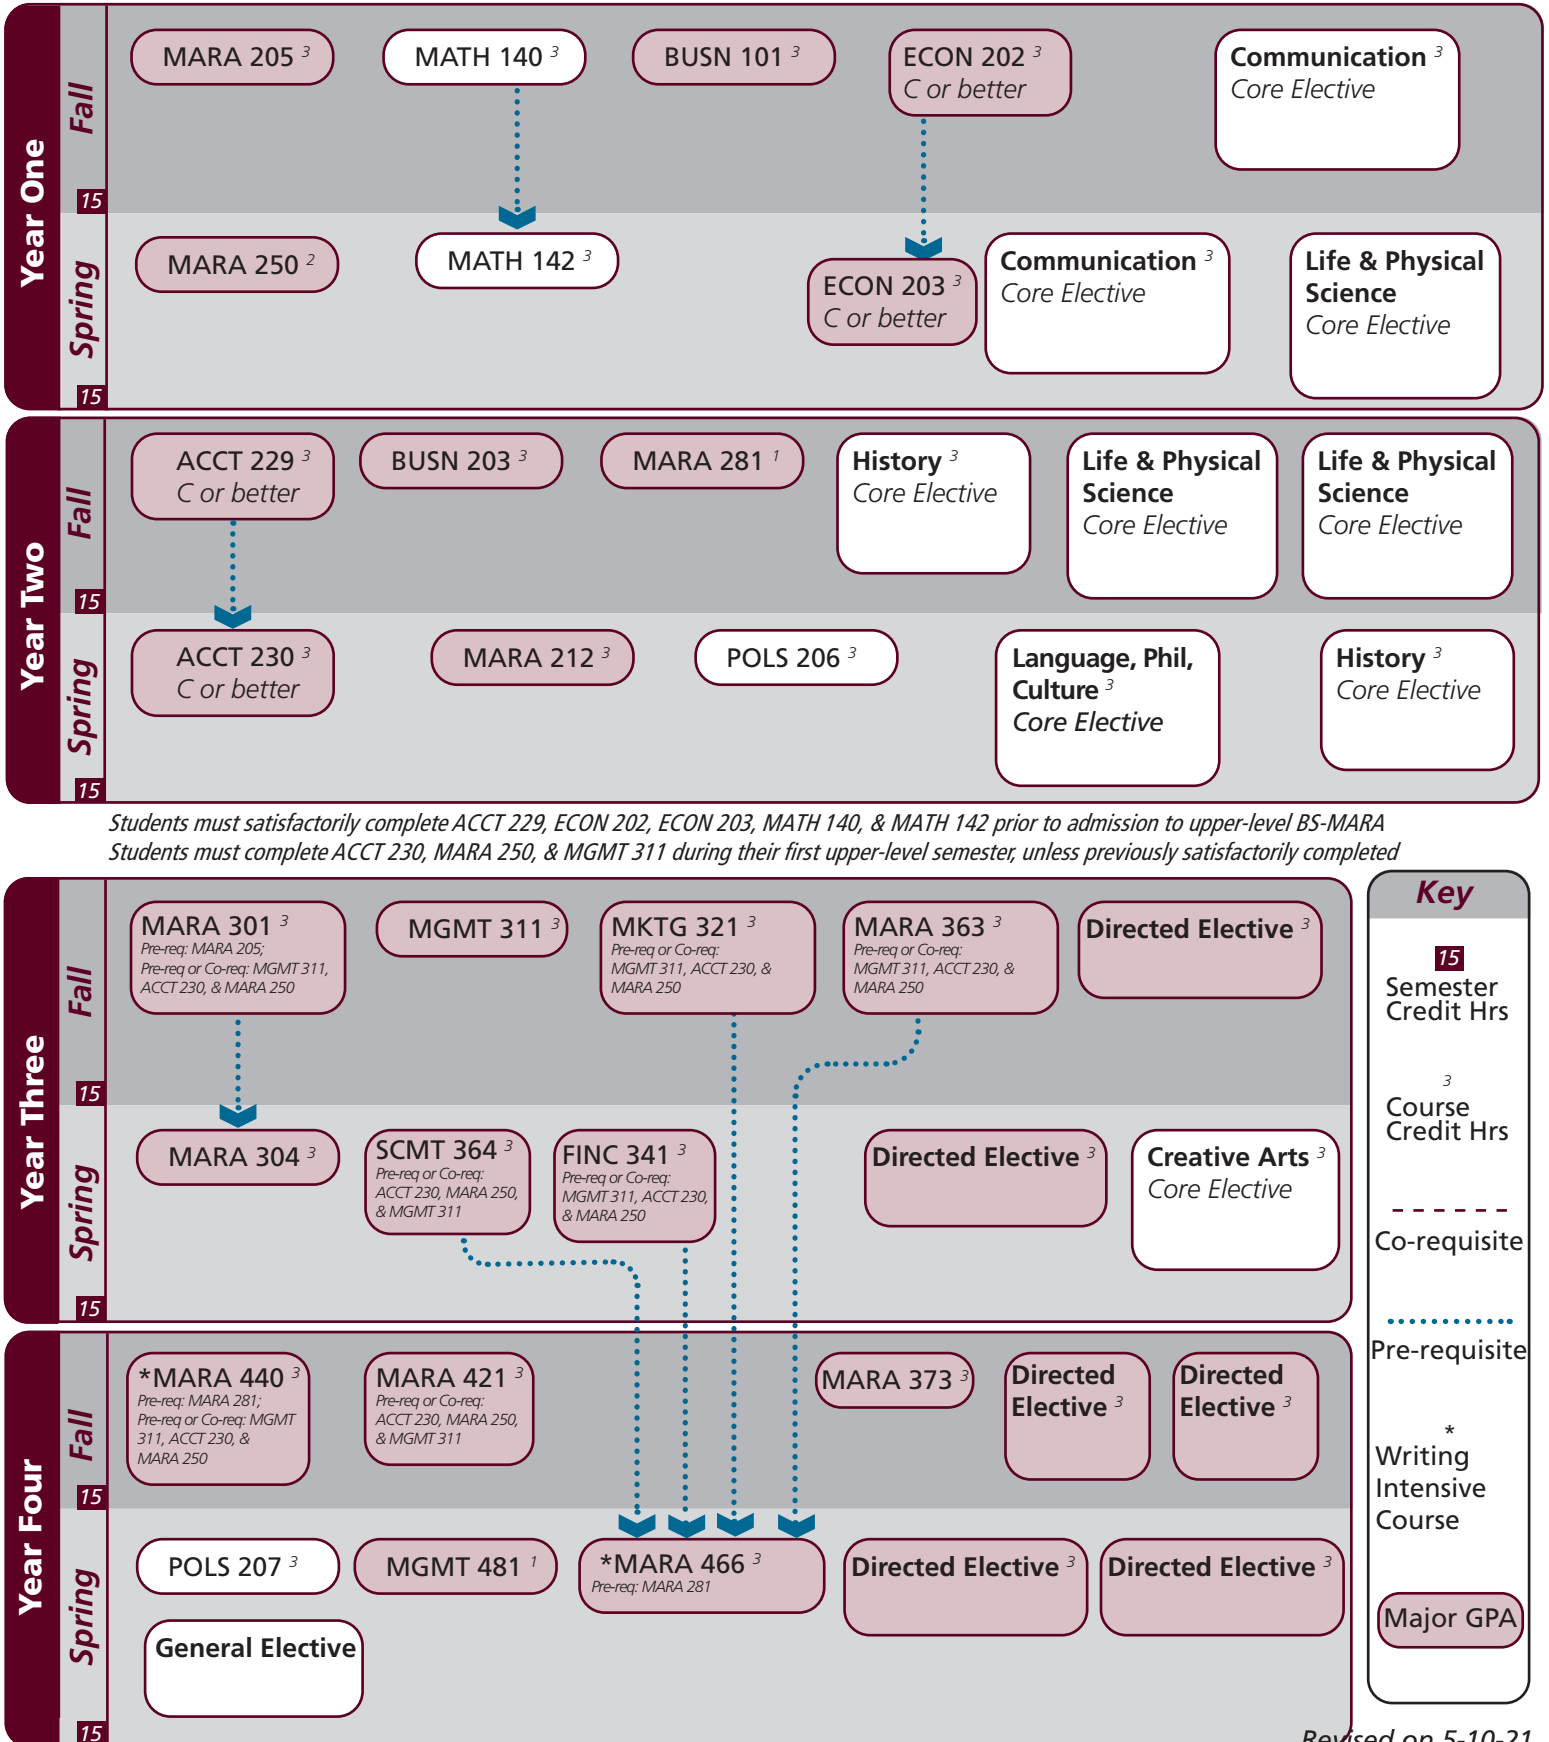 Year One
Fall
MARA 205 3
MATH 140 3
BUSN 101 3
ECON 202 3
C or better
Communication 3
Core Elective
15
Spring
MARA 250 2
MATH 142 3
ECON 203 3
C or better
Communication 3
Core Elective
Life & Physical
Science
Core Elective
15
Year Two
Fall
ACCT 229 3
C or better
BUSN 203 3
MARA 281 1
History 3
Core Elective
Life & Physical
Science
Core Elective
Life & Physical
Science
Core Elective
15
Spring
ACCT 230 3
C or better
MARA 212 3
POLS 206 3
Language, Phil,
Culture 3
Core Elective
History 3
Core Elective
15
Students must satisfactorily complete ACCT 229, ECON 202, ECON 203, MATH 140, & MATH 142 prior to admission to upper-level BS-MARA
Students must complete ACCT 230, MARA 250, & MGMT 311 during their first upper-level semester, unless previously satisfactorily completed
Year Three
Fall
MARA 301 3
Pre-req: MARA 205;
Pre-req or Co-req: MGMT 311,
ACCT 230, & MARA 250
MGMT 311 3
MKTG 321 3
Pre-req or Co-req:
MGMT 311, ACCT 230, &
MARA 250
MARA 363 3
Pre-req or Co-req:
MGMT 311, ACCT 230, &
MARA 250
Directed Elective 3
15
Spring
MARA 304 3
SCMT 364 3
Pre-req or Co-req:
ACCT 230, MARA 250,
& MGMT 311
FINC 341 3
Pre-req or Co-req:
MGMT 311, ACCT 230,
& MARA 250
Directed Elective 3
Creative Arts 3
Core Elective
15
Year Four
Fall
*MARA 440 3
Pre-req: MARA 281;
Pre-req or Co-req: MGMT
311, ACCT 230, &
MARA 250
MARA 421 3
Pre-req or Co-req:
ACCT 230, MARA 250,
& MGMT 311
MARA 373 3
Directed
Elective 3
Directed
Elective 3
15
Spring
POLS 207 3
MGMT 481 1
*MARA 466 3
Pre-req: MARA 281
Directed Elective 3
Directed Elective 3
General Elective
15
Key
15
Semester
Credit Hrs
3
Course
Credit Hrs
Co-requisite
Pre-requisite
*
Writing
Intensive
Course
Major GPA
Revised on 5-10-21